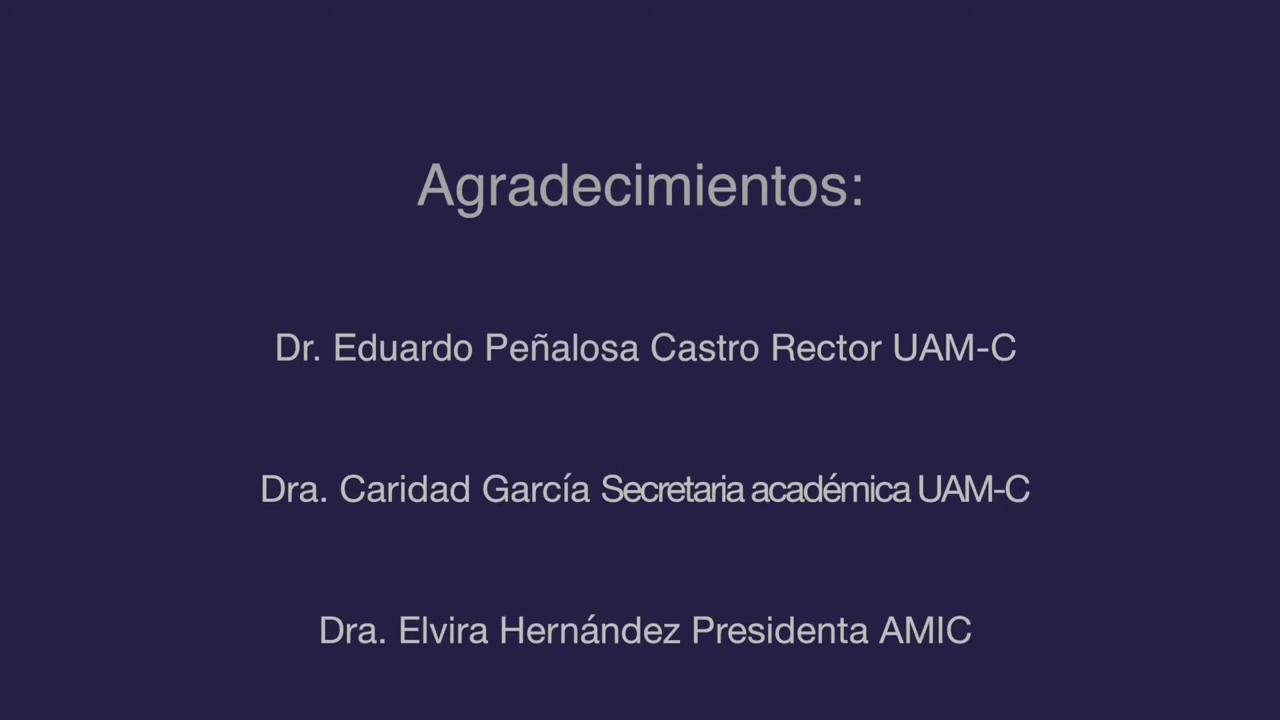 Agradecimientos:
Dr. Eduardo Peñalosa Castro Rector UAM-C
Dra. Caridad García Secretaria académica UAM-C
Dra. Elvira Hernández Presidenta AMIC